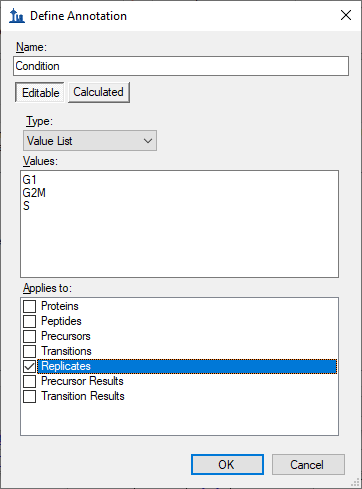 Define Annotation
Name:
Condition
Editable
Calculated
Type:
Value List
Values:
G1
G2M
S
Applies to:
Proteins
Peptides
Precursors
Transitions
Replicates
Precursor Results
Transition Results
OK
Cancel